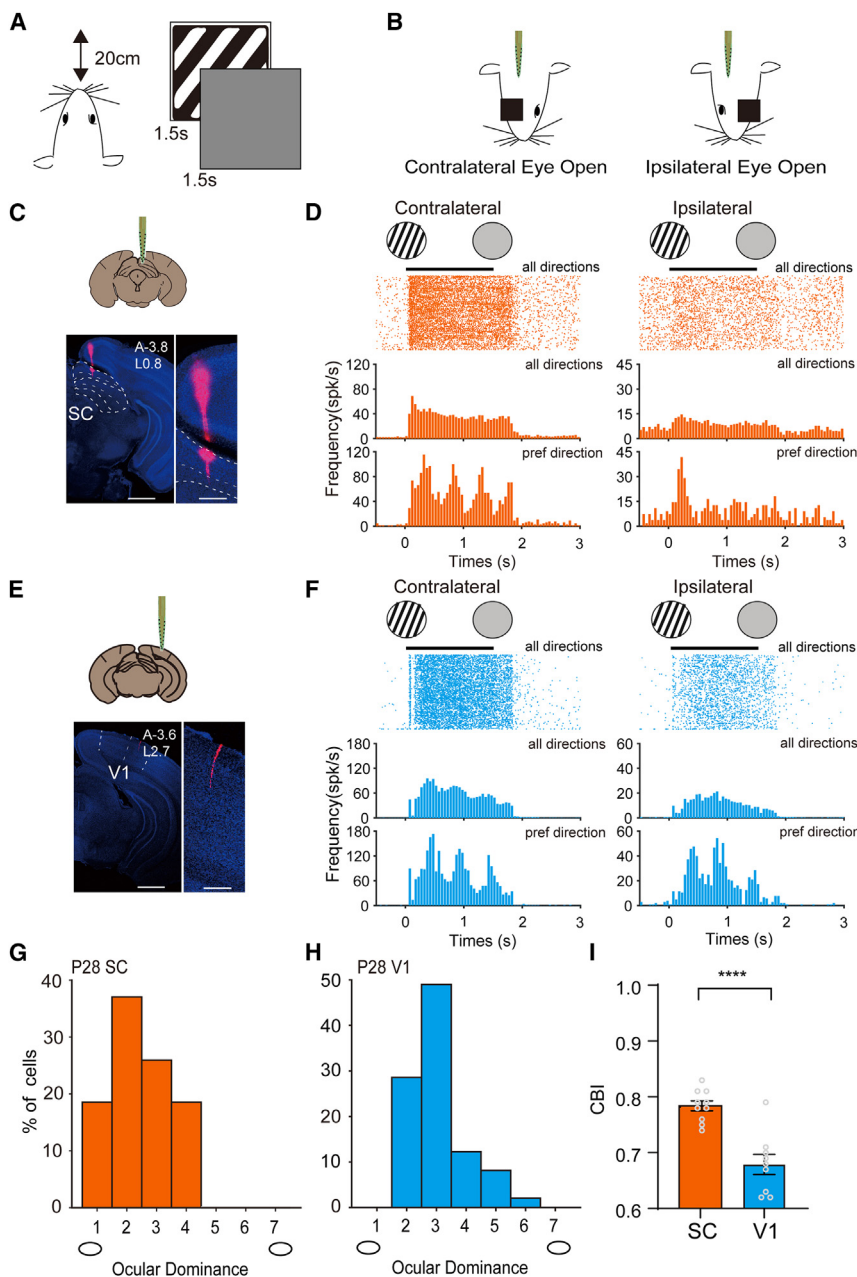 A
20cm
1.5s
1.5s
B
Contralateral Eye Open
Ipsilateral Eye Open
C
A-3.8
L0.8
SC
D
Contralateral
all directions
120
80
40
0
all directions
120
80
40
0
pref direction
Frequency(spk/s)
0 1 2 3
Times (s)
Ipsilateral
all directions
45
30
15
0
all directions
45
30
15
0
pref direction
0 1 2 3
Times (s)
E
A-3.6
L2.7
V1
F
Contralateral
all directions
180
120
60
0
all directions
180
120
60
0
pref direction
Frequency(spk/s)
0 1 2 3
Times (s)
Ipsilateral
all directions
60
40
20
0
all directions
60
40
20
0
pref direction
0 1 2 3
Times (s)
G
P28 SC
40
30
20
10
0
% of cells
1 2 3 4 5 6 7
Ocular Dominance
H
P28 V1
50
40
30
20
10
0
1 2 3 4 5 6 7
Ocular Dominance
I
****
1.0
0.9
0.8
0.7
0.6
CBI
SC V1